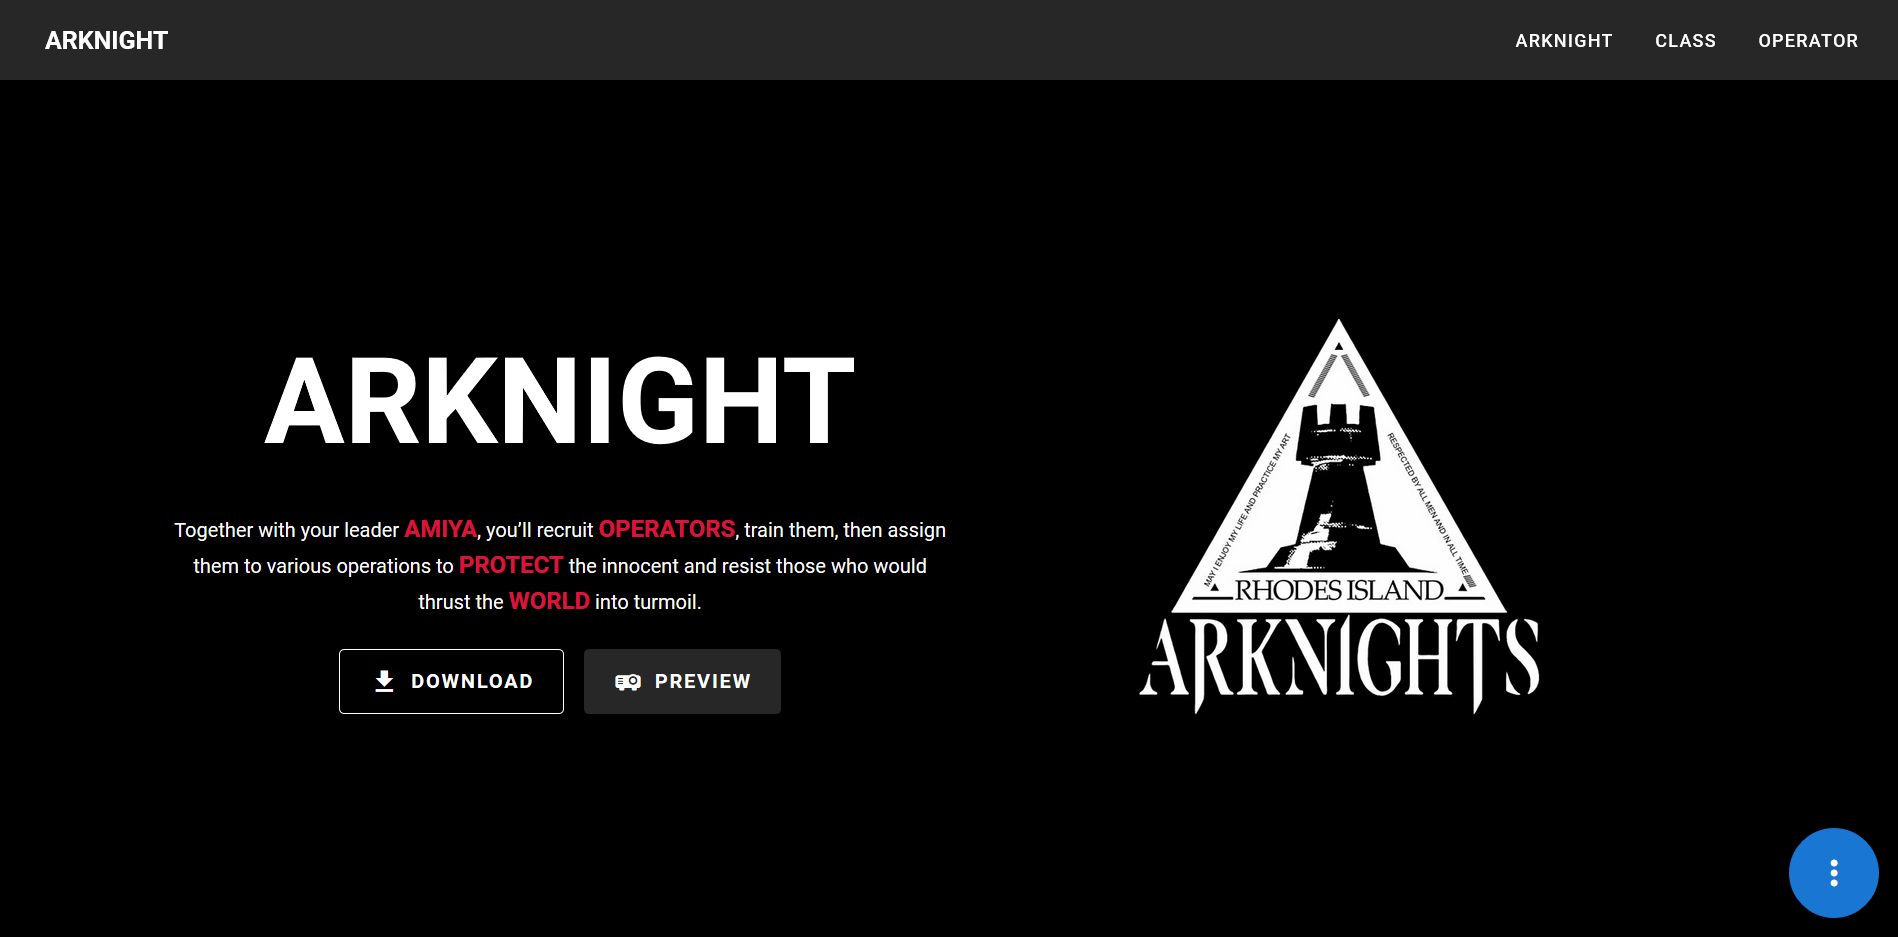 ARKNIGHT
ARKNIGHT CLASS OPERATOR
ARKNIGHT
Together with your leader AMIYA, you’ll recruit OPERATORS, train them, then assign
them to various operations to PROTECT the innocent and resist those who would
thrust the WORLD into turmoil.
DOWNLOAD
PREVIEW
MAY I ENJOY MY LIFE AND PRACTICE MY ART
RESPECTED BY ALL MEN AND IN ALL TIME
RHODES ISLAND
ARKNIGHTS